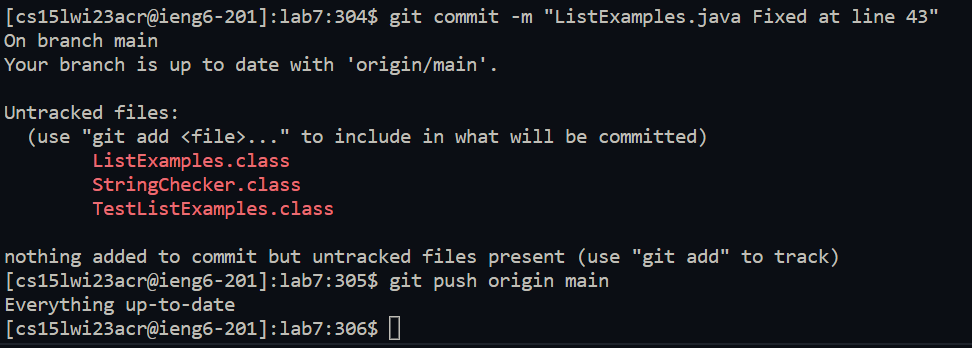 [cs15lwi23acr@ieng6-201]:lab7:304$ git commit -m "ListExamples.java Fixed at line 43"
On branch main
Your branch is up to date with 'origin/main'.

Untracked files:
  (use "git add <file>..." to include in what will be committed)
        ListExamples.class
        StringChecker.class
        TestListExamples.class

nothing added to commit but untracked files present (use "git add" to track)
[cs15lwi23acr@ieng6-201]:lab7:305$ git push origin main
Everything up-to-date
[cs15lwi23acr@ieng6-201]:lab7:306$